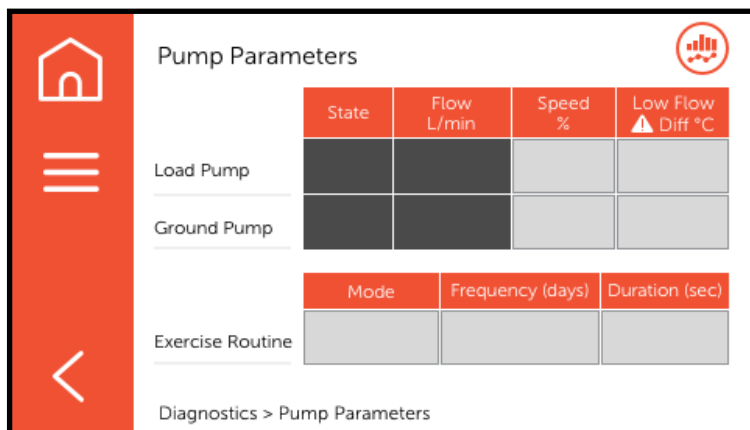 Pump Parameters
State
Flow
L/min
Speed
%
Low Flow
Diff °C
Load Pump
Ground Pump
Mode
Frequency (days)
Duration (sec)
Exercise Routine
Diagnostics > Pump Parameters